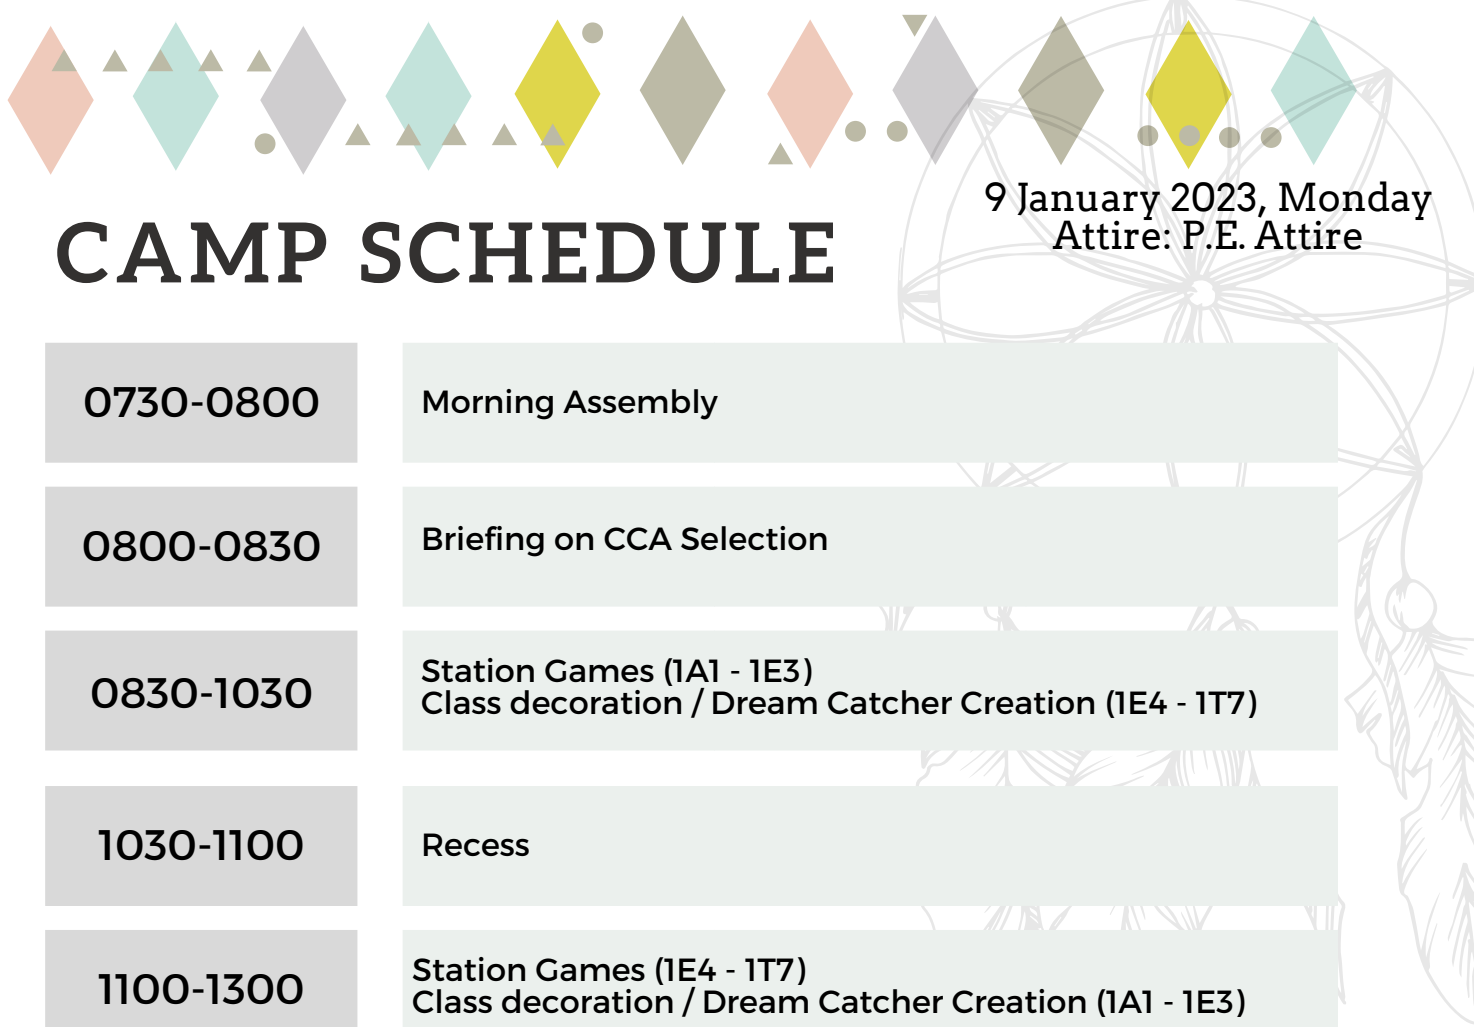 9 January 2023, Monday
Attire: P.E. Attire
CAMP SCHEDULE
0730-0800
Morning Assembly
0800-0830
Briefing on CCA Selection
0830-1030
Station Games (1A1 - 1E3)
Class decoration / Dream Catcher Creation (1E4 - 1T7)
1030-1100
Recess
1100-1300
Station Games (1E4 - 1T7)
Class decoration / Dream Catcher Creation (1A1 - 1E3)